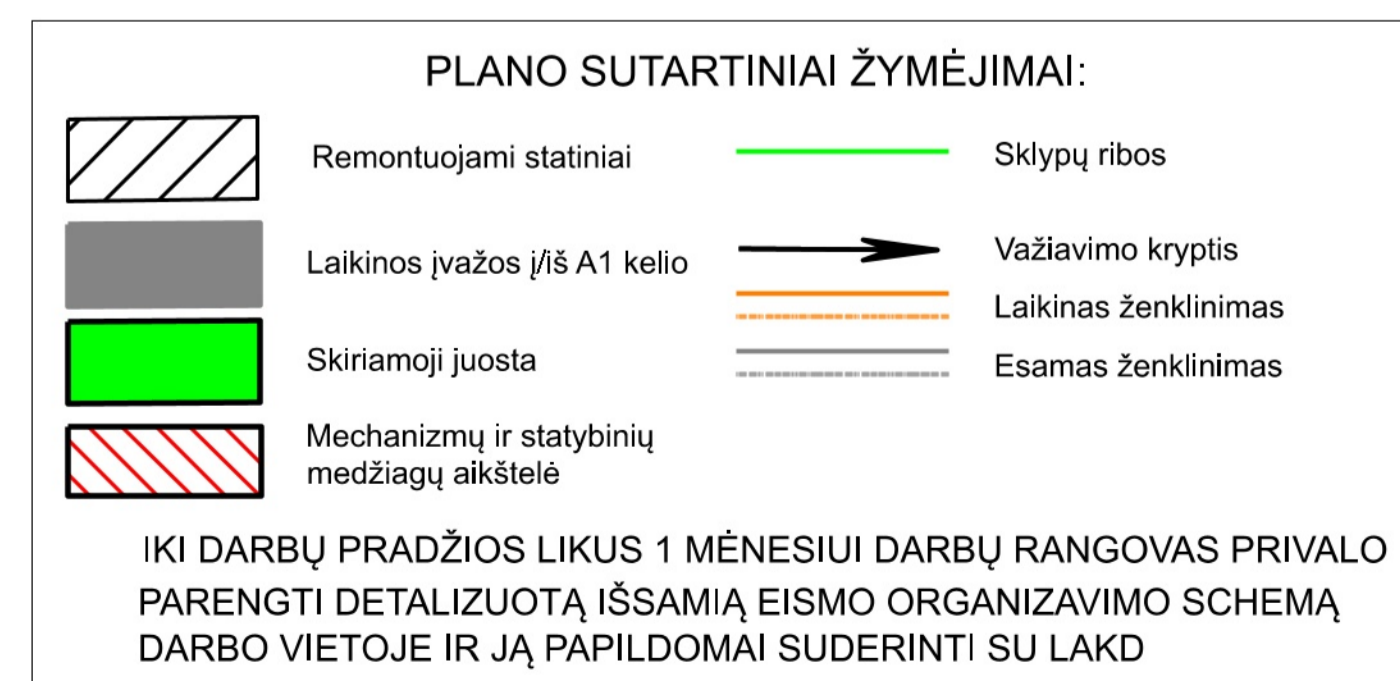 PLANO SUTARTINIAI ŽYMĖJIMAI:
Remontuojami statiniai
Laikinos įvažos į/iš A1 kelio
Skiriamoji juosta
Mechanizmų ir statybinių
medžiagų aikštelė
Sklypų ribos
Važiavimo kryptis
Laikinas ženklinimas
Esamas ženklinimas
IKI DARBŲ PRADŽIOS LIKUS 1 MĖNESIUI DARBŲ RANGOVAS PRIVALO
PARENGTI DETALIZUOTĄ IŠSAMIĄ EISMO ORGANIZAVIMO SCHEMĄ
DARBO VIETOJE IR JĄ PAPILDOMAI SUDERINTI SU LAKD